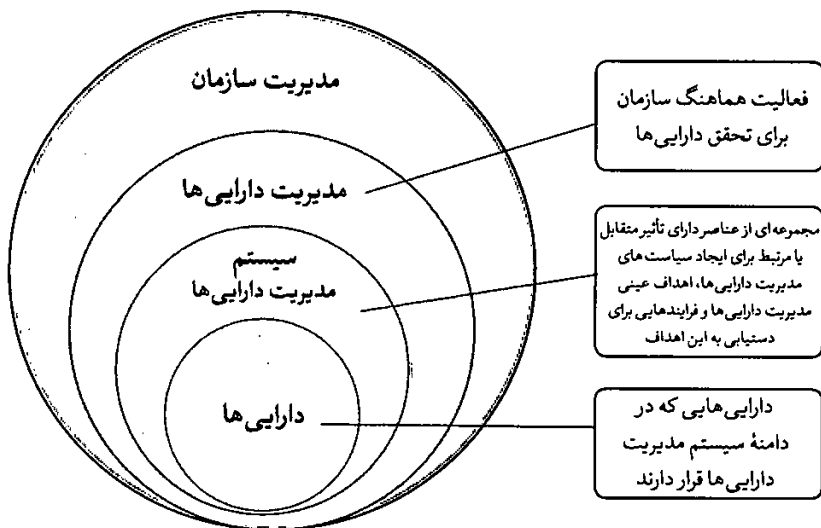 مدیریت سازمان
مدیریت دارایی‌ها
سیستم
مدیریت دارایی‌ها
دارایی‌ها
فعالیت هماهنگ سازمان
برای تحقق دارایی‌ها
مجموعه‌ای از عناصر دارای تأثیر متقابل
یا مرتبط برای ایجاد سیاست‌های
مدیریت دارایی‌ها، اهداف عینی
مدیریت دارایی‌ها و فرایندهایی برای
دستیابی به این اهداف
دارایی‌هایی که در
دامنهٔ سیستم مدیریت
دارایی‌ها قرار دارند